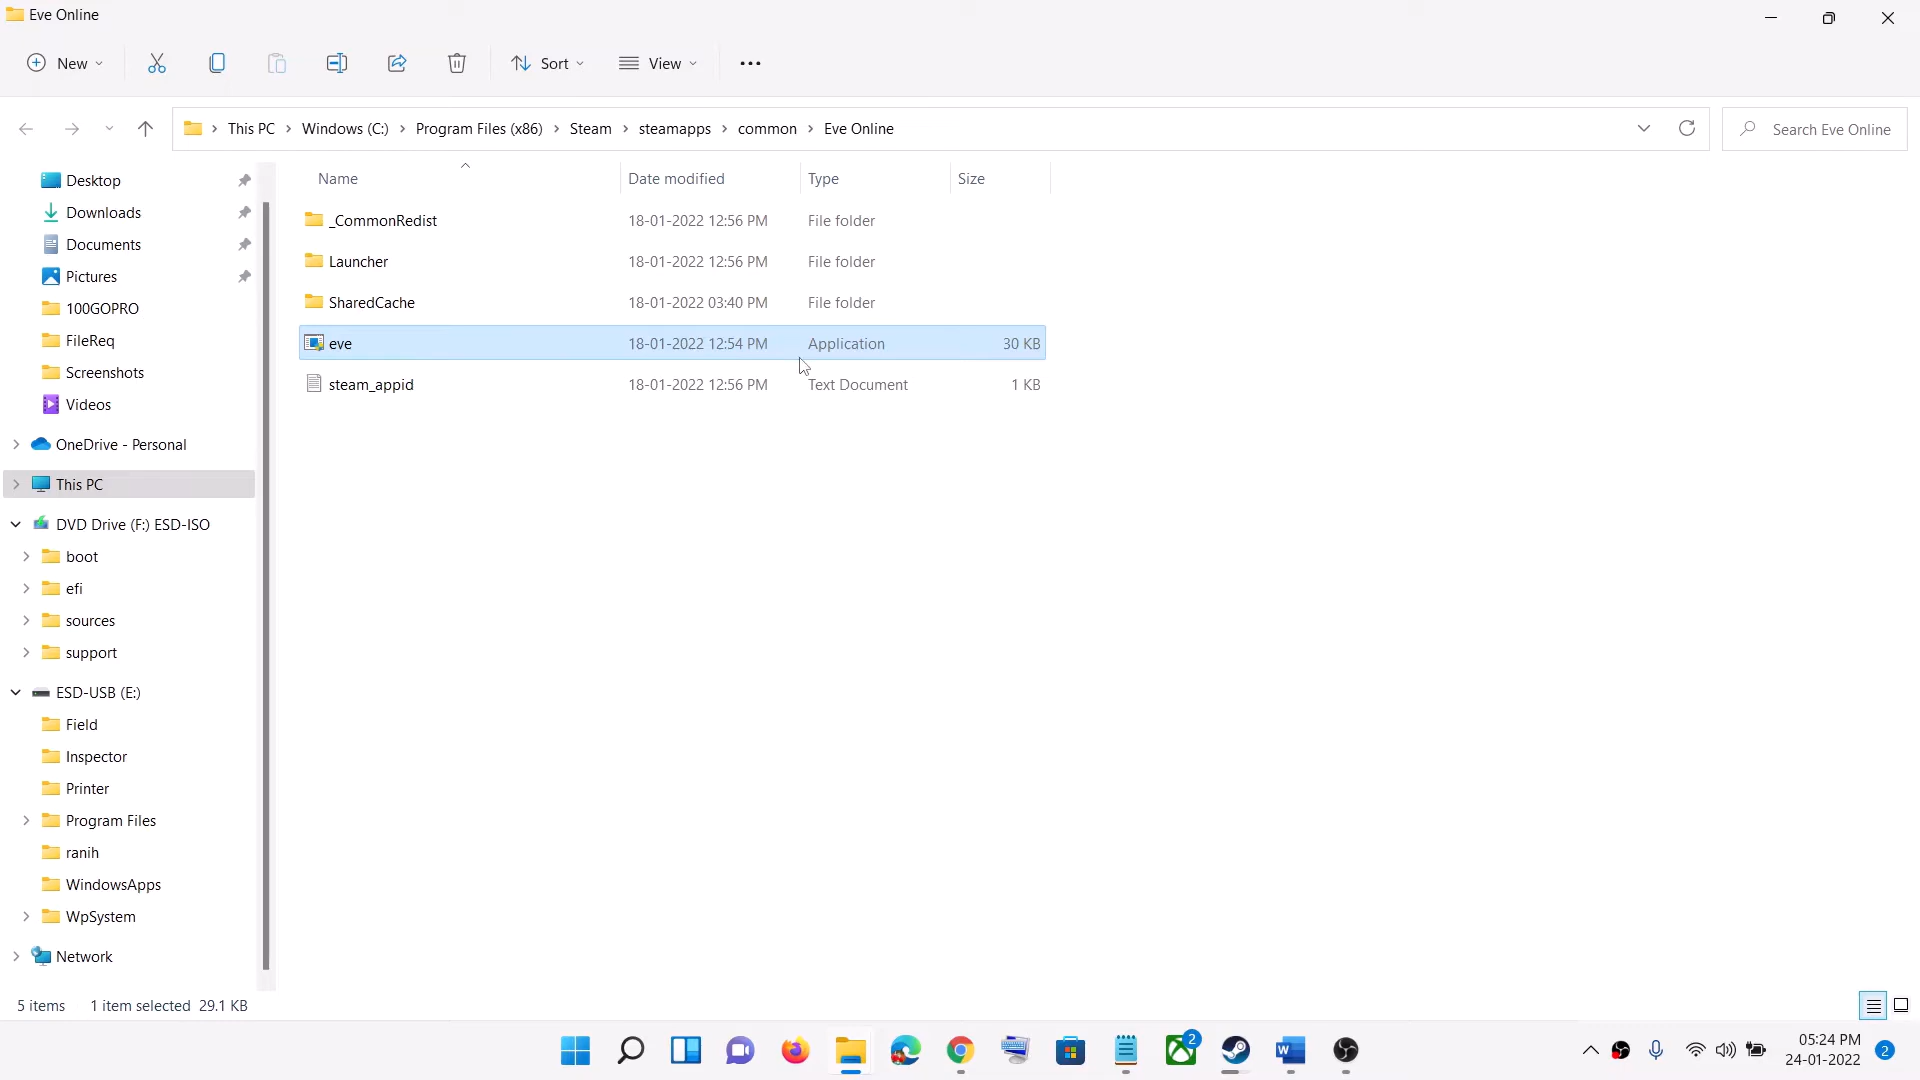 Eve Online
New
Sort
View
This PC
Windows (C:)
Program Files (x86)
Steam
steamapps
common
Eve Online
Search Eve Online
Name
Date modified
Type
Size
_CommonRedist 18-01-2022 12:56 PM File folder
Launcher 18-01-2022 12:56 PM File folder
SharedCache 18-01-2022 03:40 PM File folder
eve 18-01-2022 12:54 PM Application 30 KB
steam_appid 18-01-2022 12:56 PM Text Document 1 KB
Desktop
Downloads
Documents
Pictures
100GOPRO
FileReq
Screenshots
Videos
OneDrive - Personal
This PC
DVD Drive (F:) ESD-ISO
boot
efi
sources
support
ESD-USB (E:)
Field
Inspector
Printer
Program Files
ranih
WindowsApps
WpSystem
Network
5 items 1 item selected 29.1 KB
2
05:24 PM
24-01-2022
2